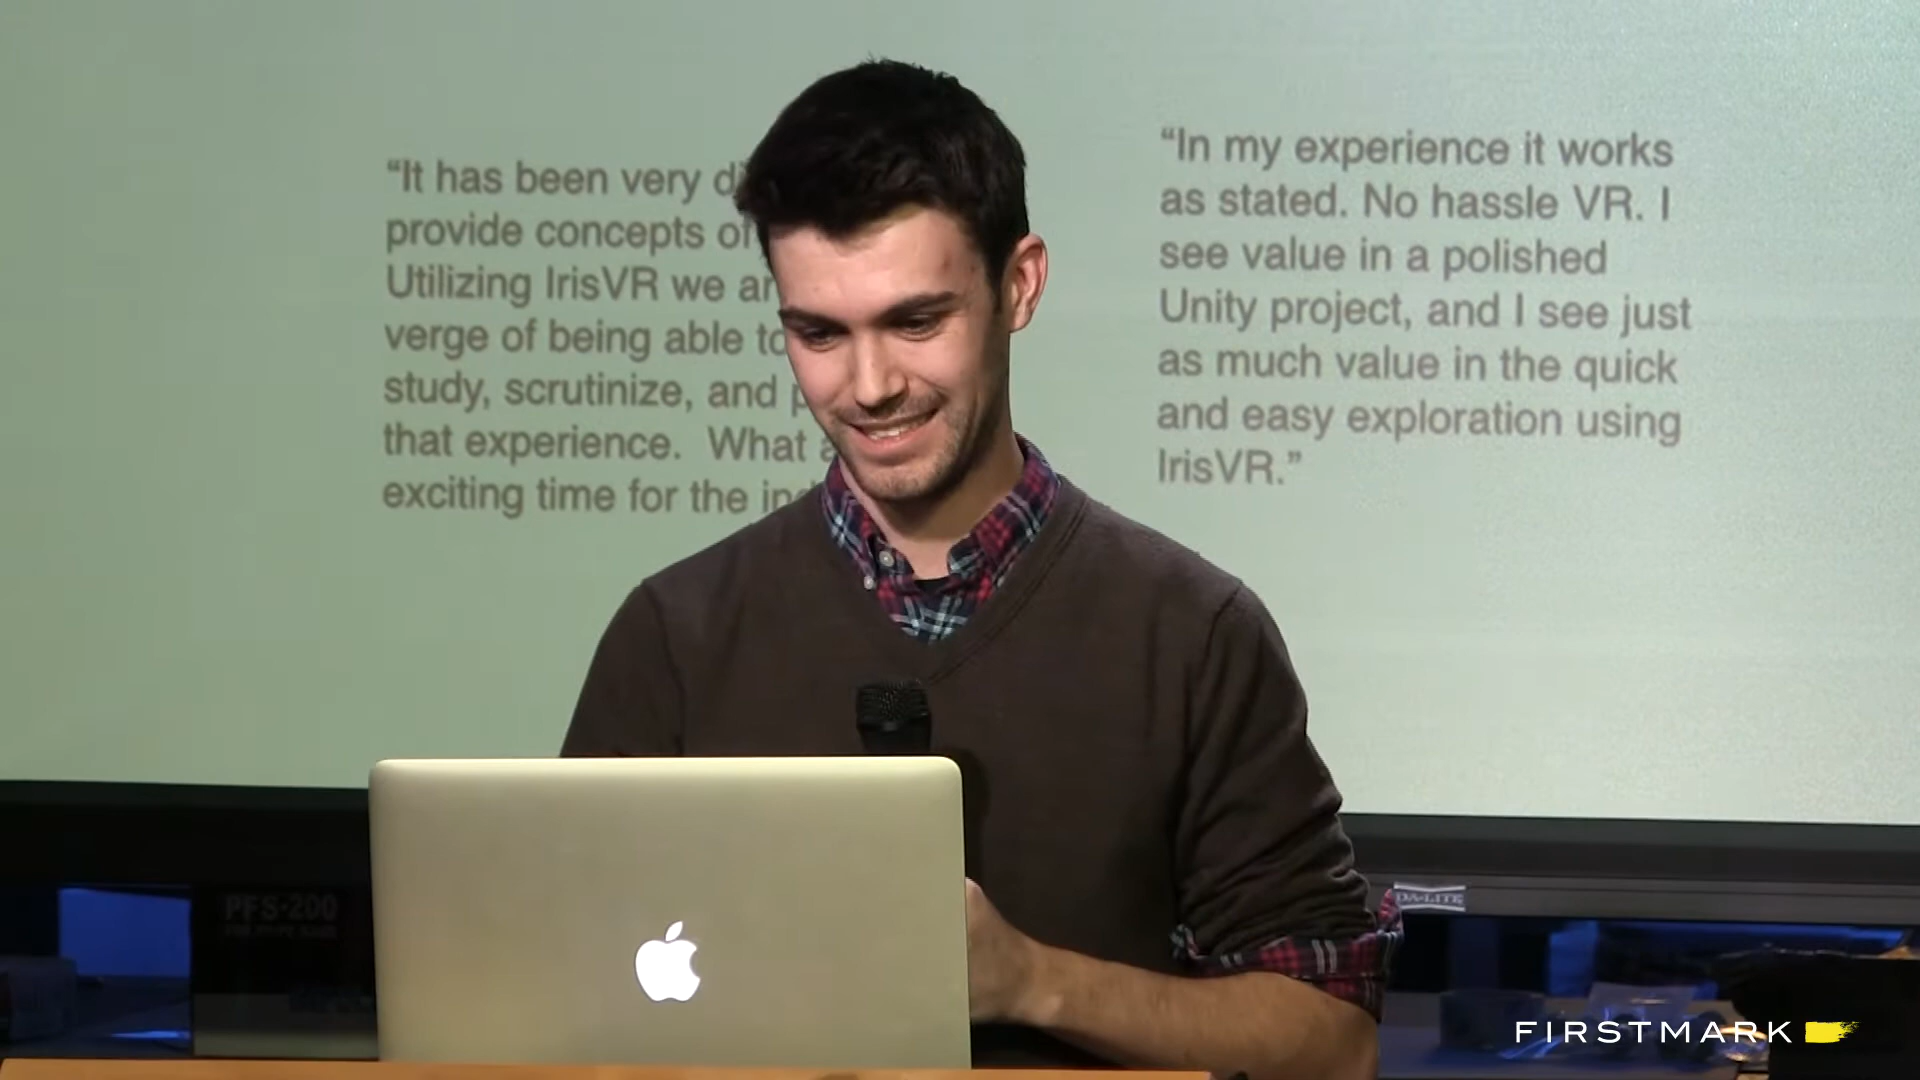 “It has been very
provide concepts of
Utilizing IrisVR we
verge of being able to
study, scrutinize, and
that experience.  What
exciting time for the
“In my experience it works
as stated. No hassle VR. I
see value in a polished
Unity project, and I see just
as much value in the quick
and easy exploration using
IrisVR.”
PFS-200
DA-LITE
FIRSTMARK